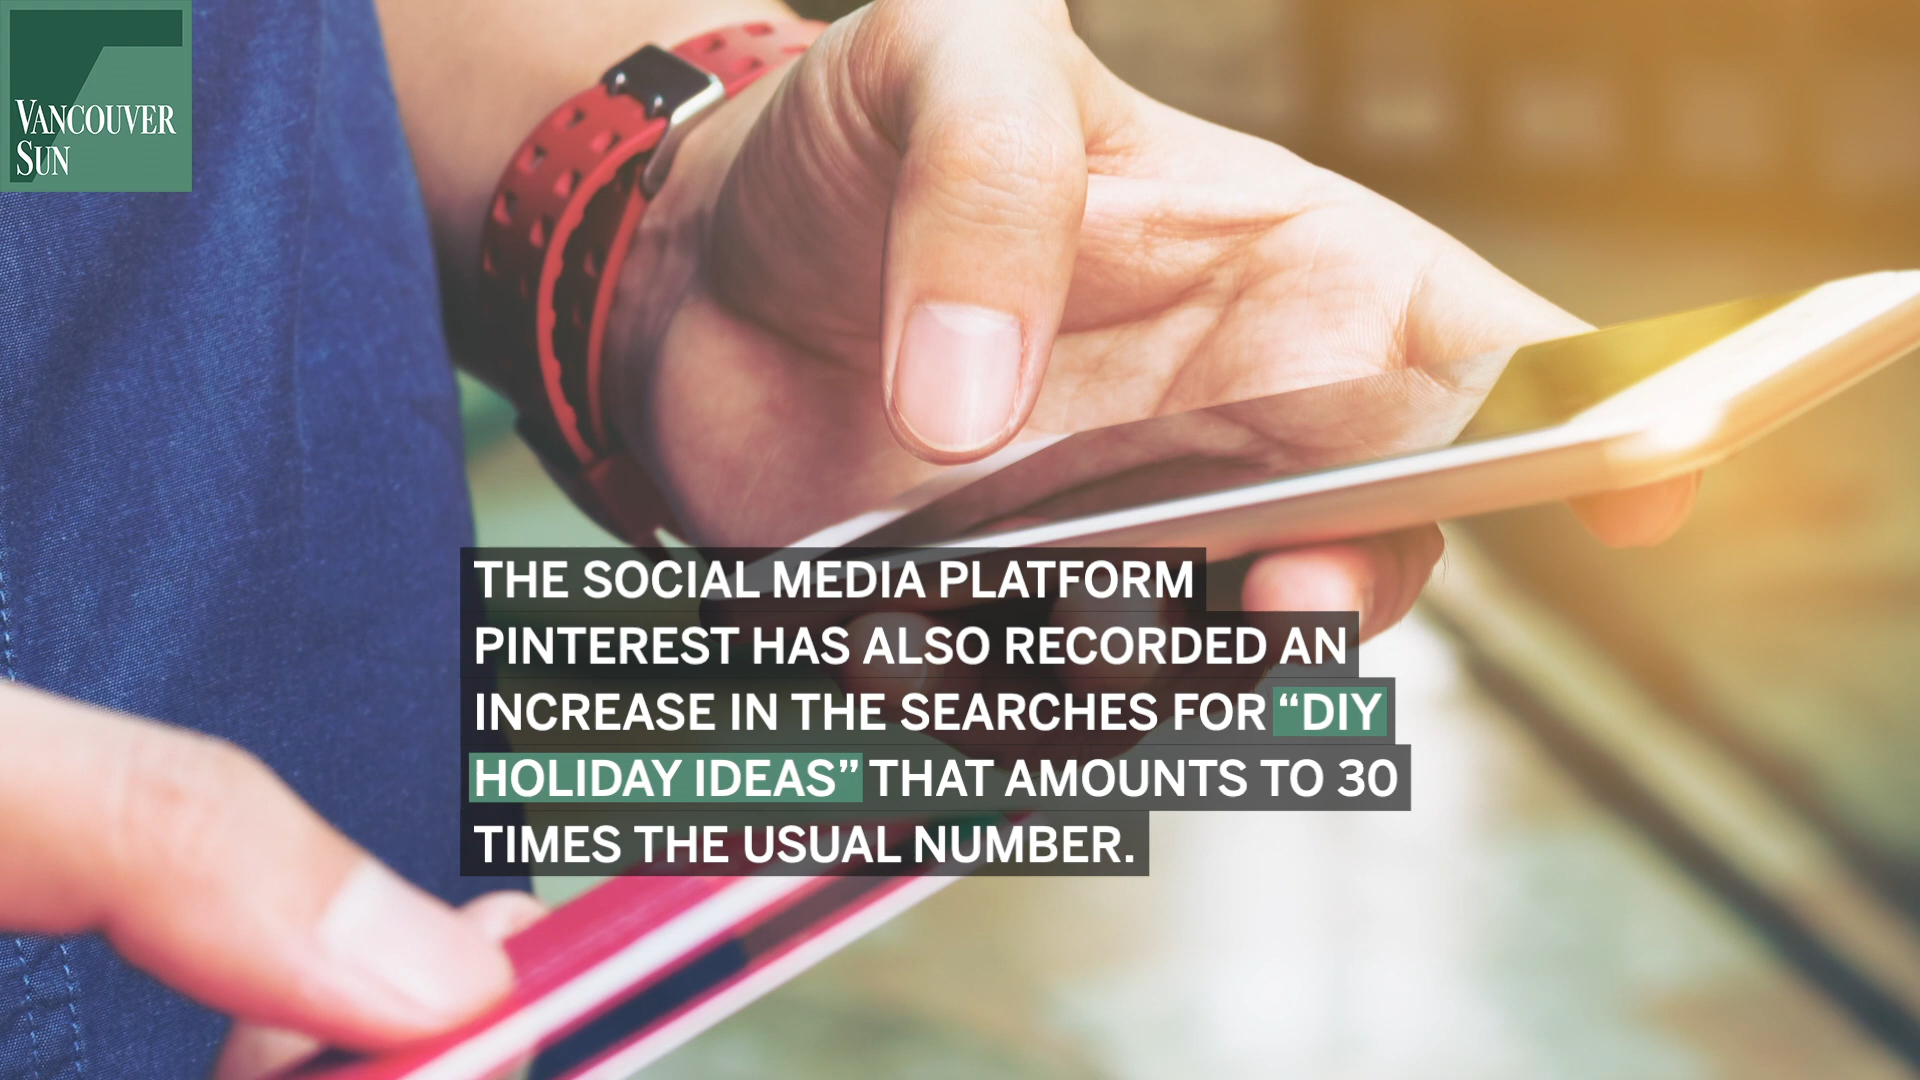 VANCOUVER
SUN
THE SOCIAL MEDIA PLATFORM
PINTEREST HAS ALSO RECORDED AN
INCREASE IN THE SEARCHES FOR “DIY
HOLIDAY IDEAS” THAT AMOUNTS TO 30
TIMES THE USUAL NUMBER.